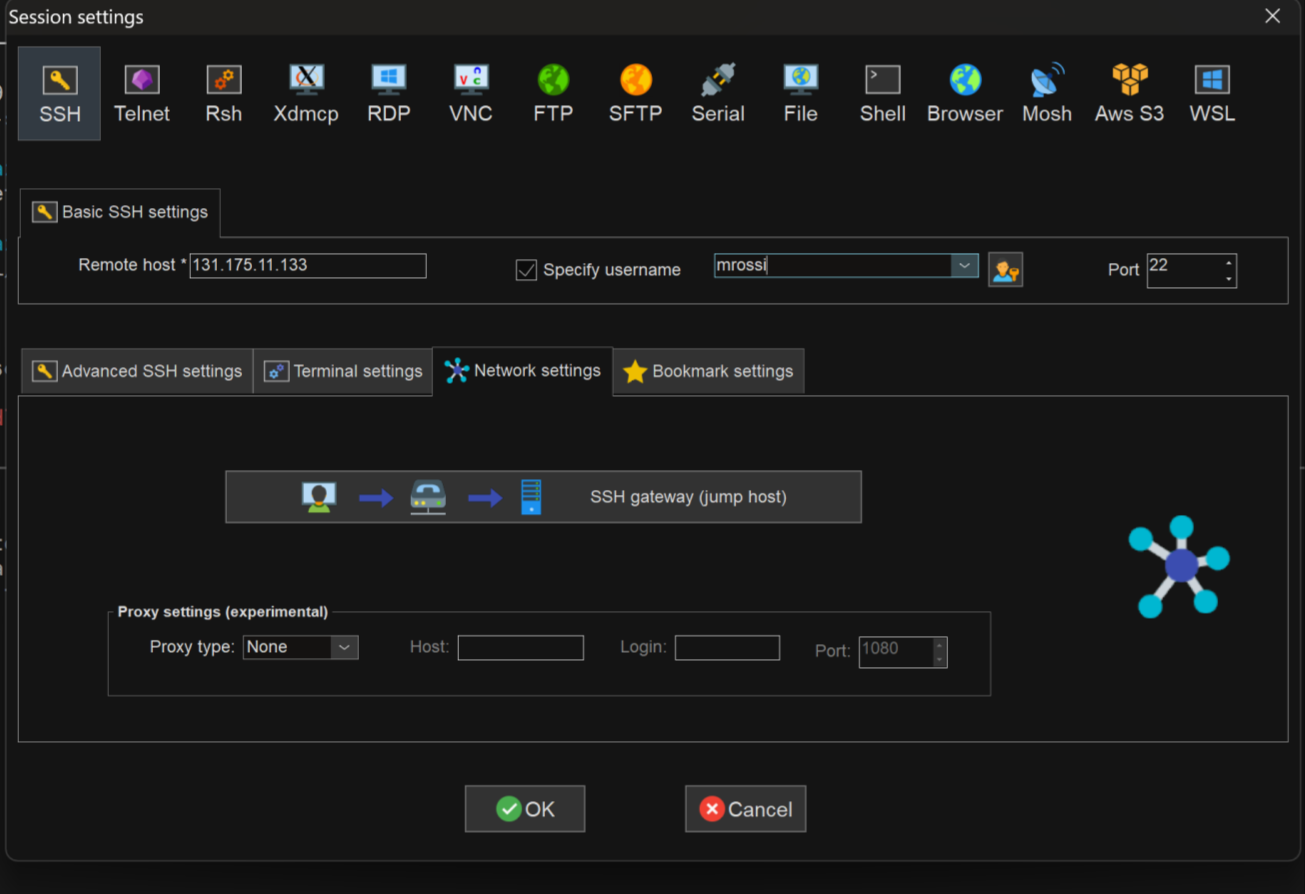 Session settings
SSH Telnet Rsh Xdmcp RDP VNC FTP SFTP Serial File Shell Browser Mosh Aws S3 WSL
Basic SSH settings
Remote host * 131.175.11.133 Specify username mrossi Port 22
Advanced SSH settings Terminal settings Network settings Bookmark settings
SSH gateway (jump host)
Proxy settings (experimental)
Proxy type: None Host: Login: Port: 1080
OK Cancel